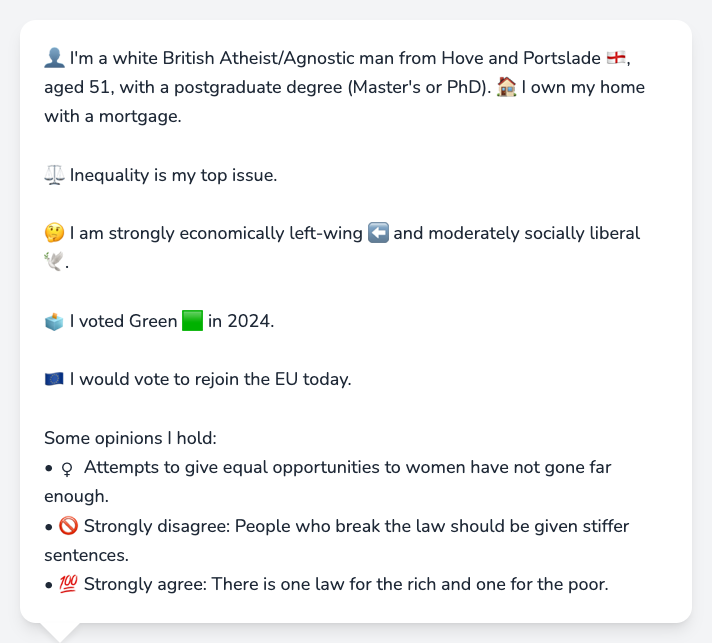 👤 I'm a white British Atheist/Agnostic man from Hove and Portslade 🏴󠁧󠁢󠁥󠁮󠁧󠁿,
aged 51, with a postgraduate degree (Master's or PhD). 🏠 I own my home
with a mortgage.
⚖️ Inequality is my top issue.
🤔 I am strongly economically left-wing ⬅️ and moderately socially liberal
🕊️.
🗳️ I voted Green 🟩 in 2024.
🇪🇺 I would vote to rejoin the EU today.
Some opinions I hold:
• ♀ Attempts to give equal opportunities to women have not gone far
enough.
• 🚫 Strongly disagree: People who break the law should be given stiffer
sentences.
• 💯 Strongly agree: There is one law for the rich and one for the poor.